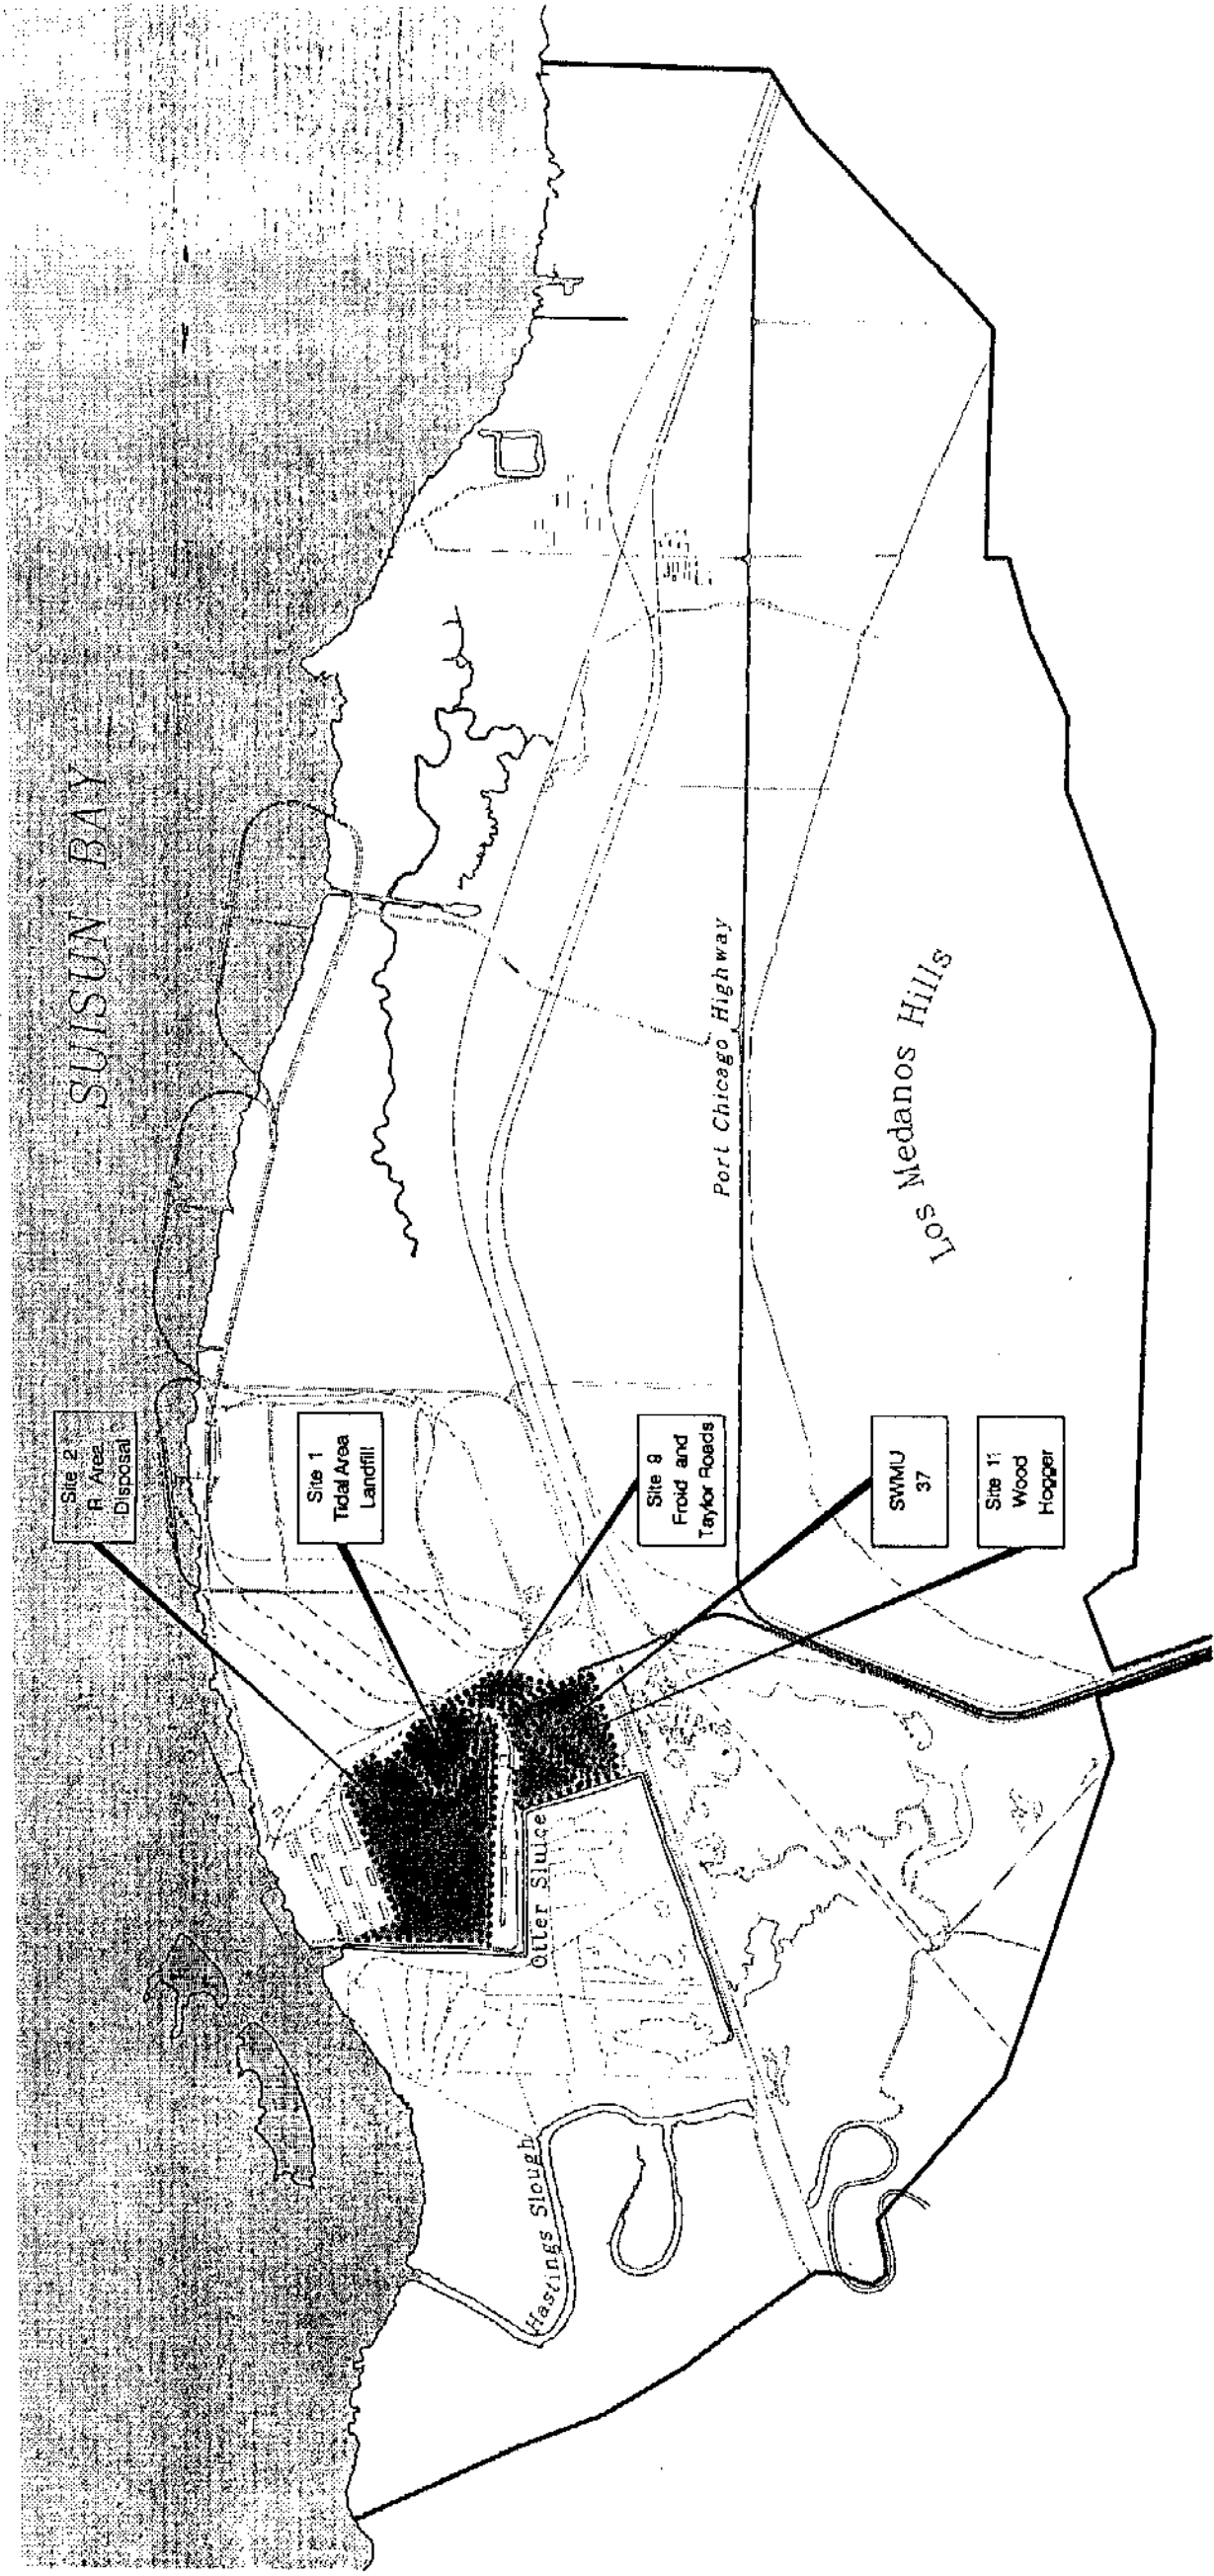 SUISUN BAY
Site 2
R Area
Disposal
Site 1
Tidal Area
Landfill
Site 9
Froid and
Taylor Roads
SWMU
37
Site 11
Wood
Hogger
Port Chicago Highway
Los Medanos Hills
Otter Sluice
Hastings Slough